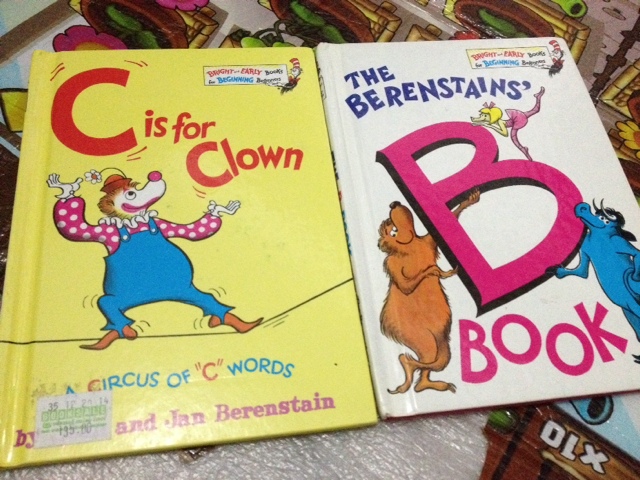 BRIGHT and EARLY Books
for BEGINNING Beginners
C is for
Clown
CIRCUS OF "C" WORDS
by and Jan Berenstain
BRIGHT and EARLY Books
for BEGINNING Beginners
THE
BERENSTAINS'
B
BOOK